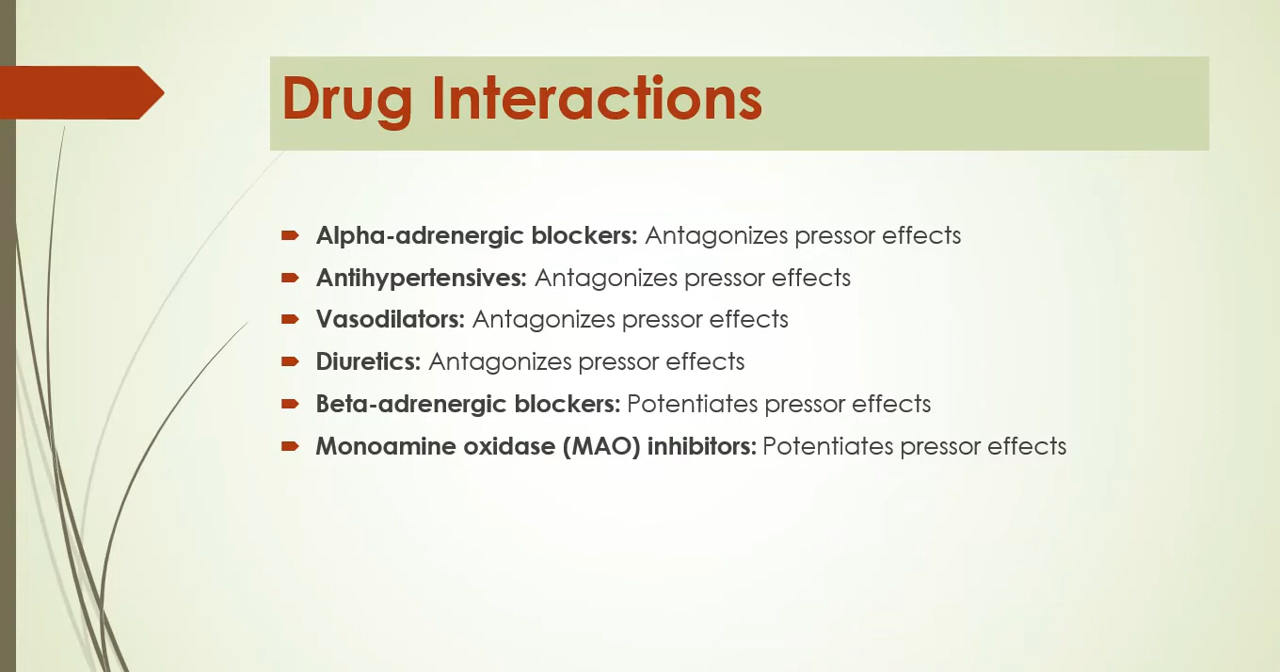 Drug Interactions
Alpha-adrenergic blockers: Antagonizes pressor effects
Antihypertensives: Antagonizes pressor effects
Vasodilators: Antagonizes pressor effects
Diuretics: Antagonizes pressor effects
Beta-adrenergic blockers: Potentiates pressor effects
Monoamine oxidase (MAO) inhibitors: Potentiates pressor effects